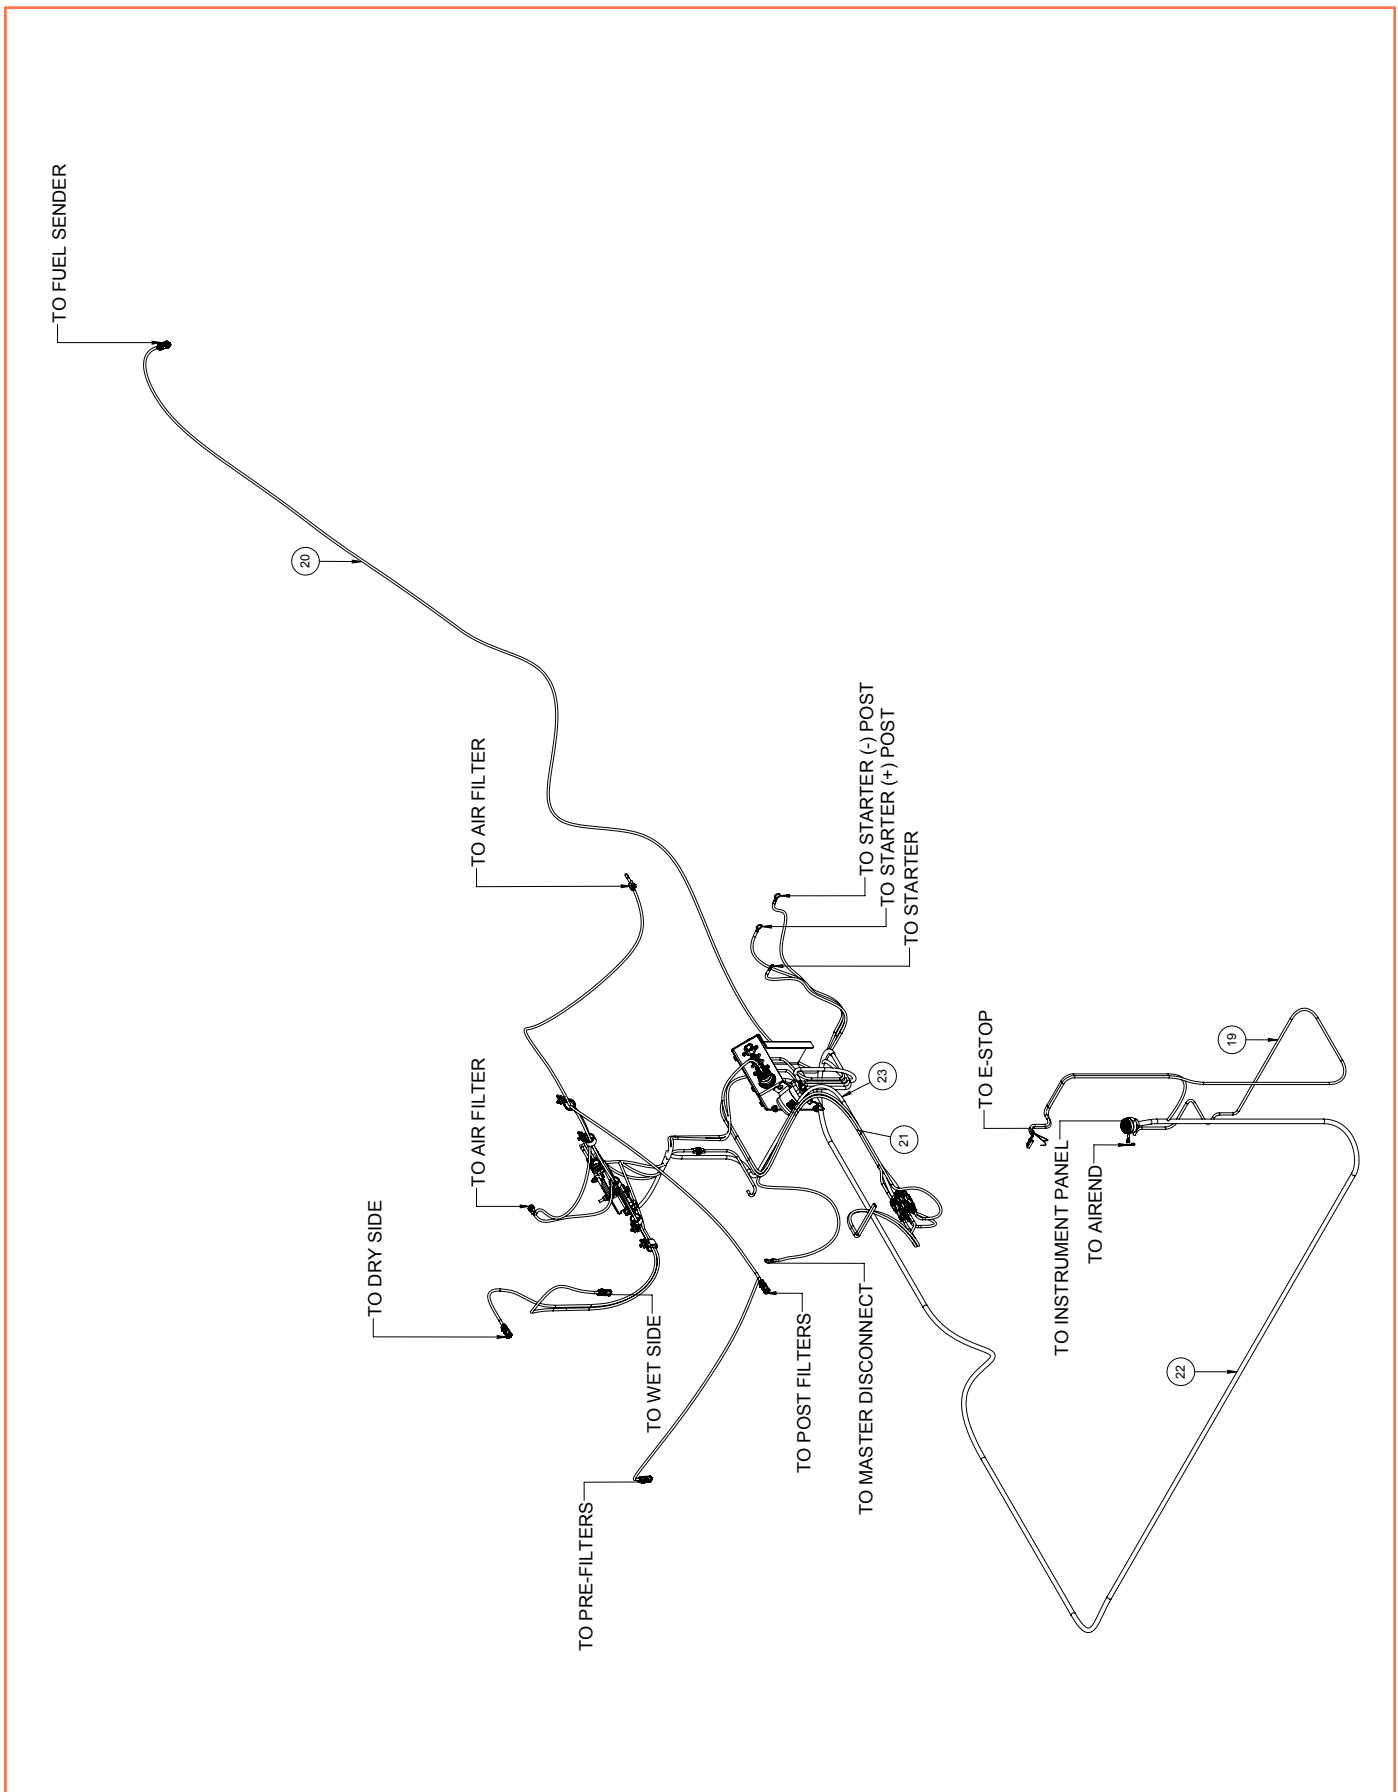 TO FUEL SENDER
20
TO AIR FILTER
TO STARTER (-) POST
TO STARTER (+) POST
TO STARTER
TO AIR FILTER
TO E-STOP
19
23
21
TO DRY SIDE
TO WET SIDE
TO INSTRUMENT PANEL
TO AIREND
TO POST FILTERS
TO MASTER DISCONNECT
22
TO PRE-FILTERS